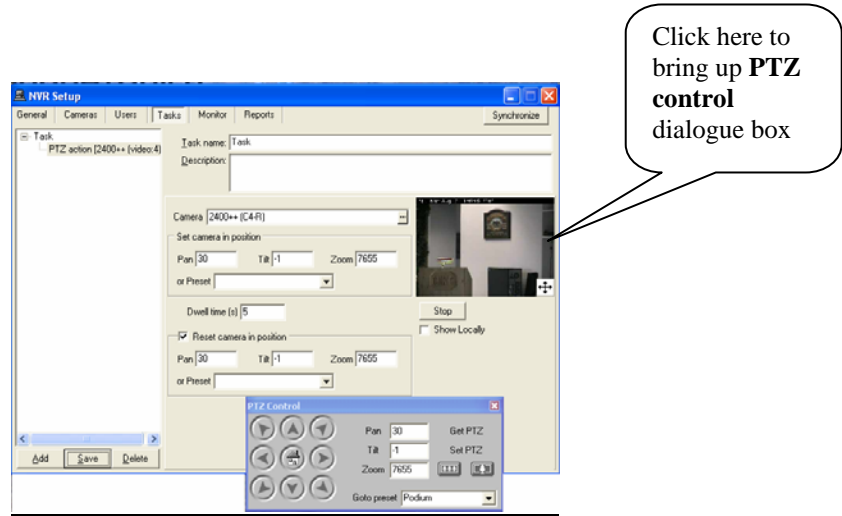 Click here to
bring up PTZ
control
dialogue box
NVR Setup
General Cameras Users Tasks Monitor Reports Synchronize
Task
PTZ action [2400++ (video:4)
Task name: Task
Description:
Camera 2400++ (C4-R) ...
Set camera in position
Pan 30 Tilt -1 Zoom 7655
or Preset
Dwell time (s) 5
Stop
Show Locally
Reset camera in position
Pan 30 Tilt -1 Zoom 7655
or Preset
Add Save Delete
PTZ Control
Pan 30 Get PTZ
Tilt -1 Set PTZ
Zoom 7655
Goto preset Podium